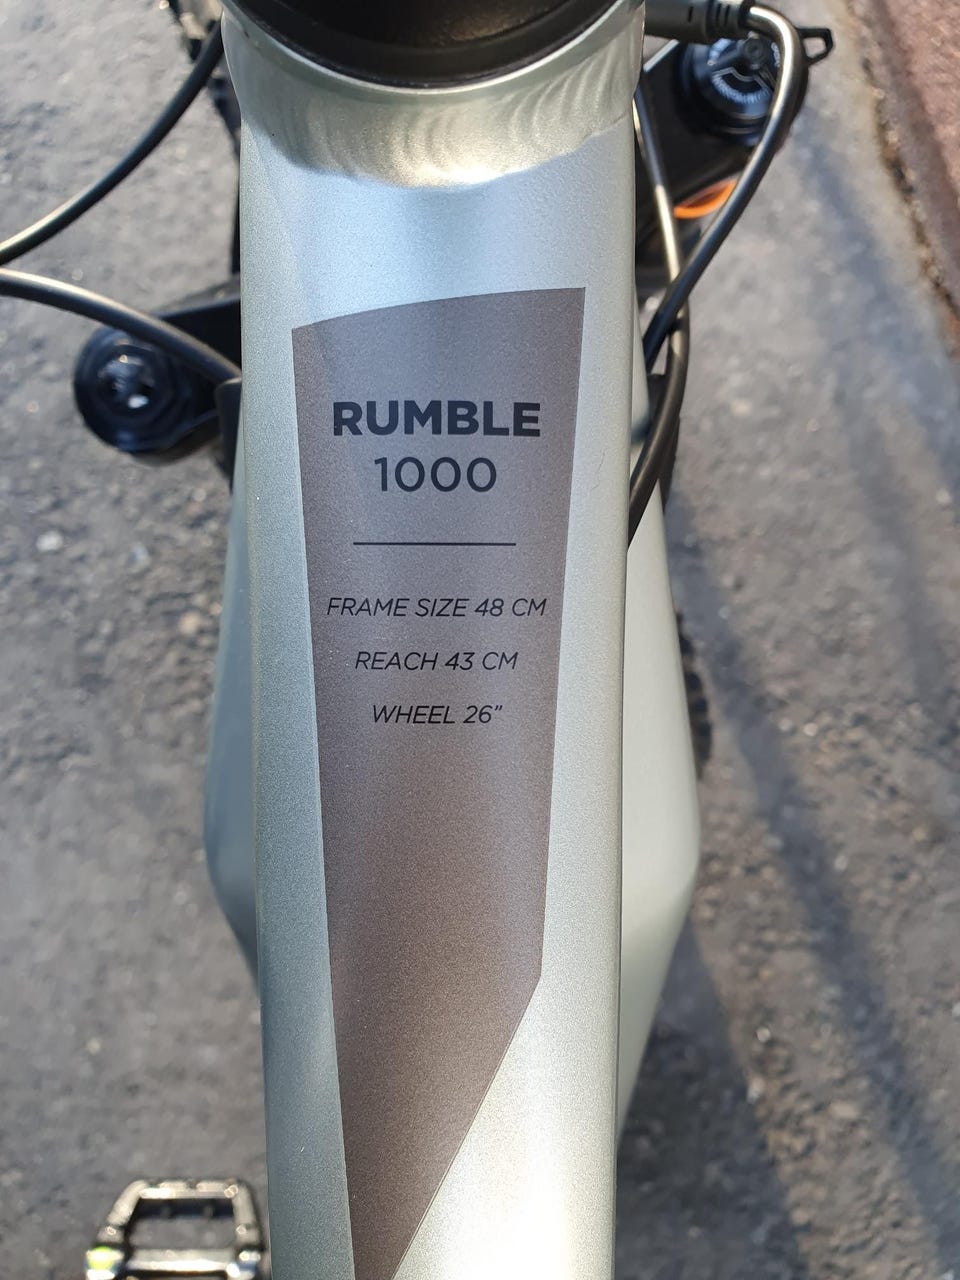 RUMBLE
1000
FRAME SIZE 48 CM
REACH 43 CM
WHEEL 26"